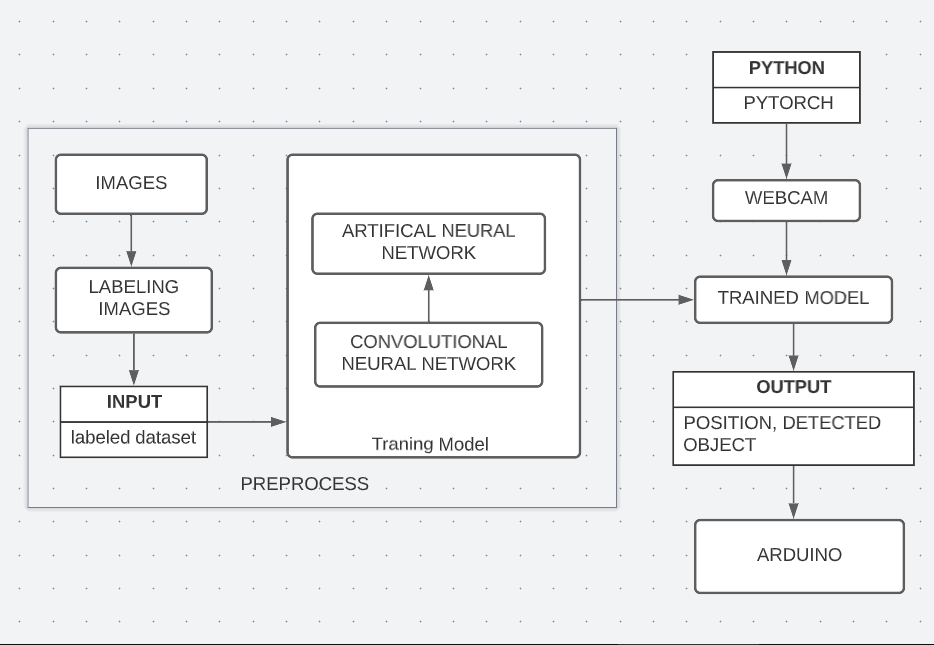 IMAGES
LABELING
IMAGES
INPUT
labeled dataset
ARTIFICAL NEURAL
NETWORK
CONVOLUTIONAL
NEURAL NETWORK
Traning Model
PREPROCESS
PYTHON
PYTORCH
WEBCAM
TRAINED MODEL
OUTPUT
POSITION, DETECTED
OBJECT
ARDUINO